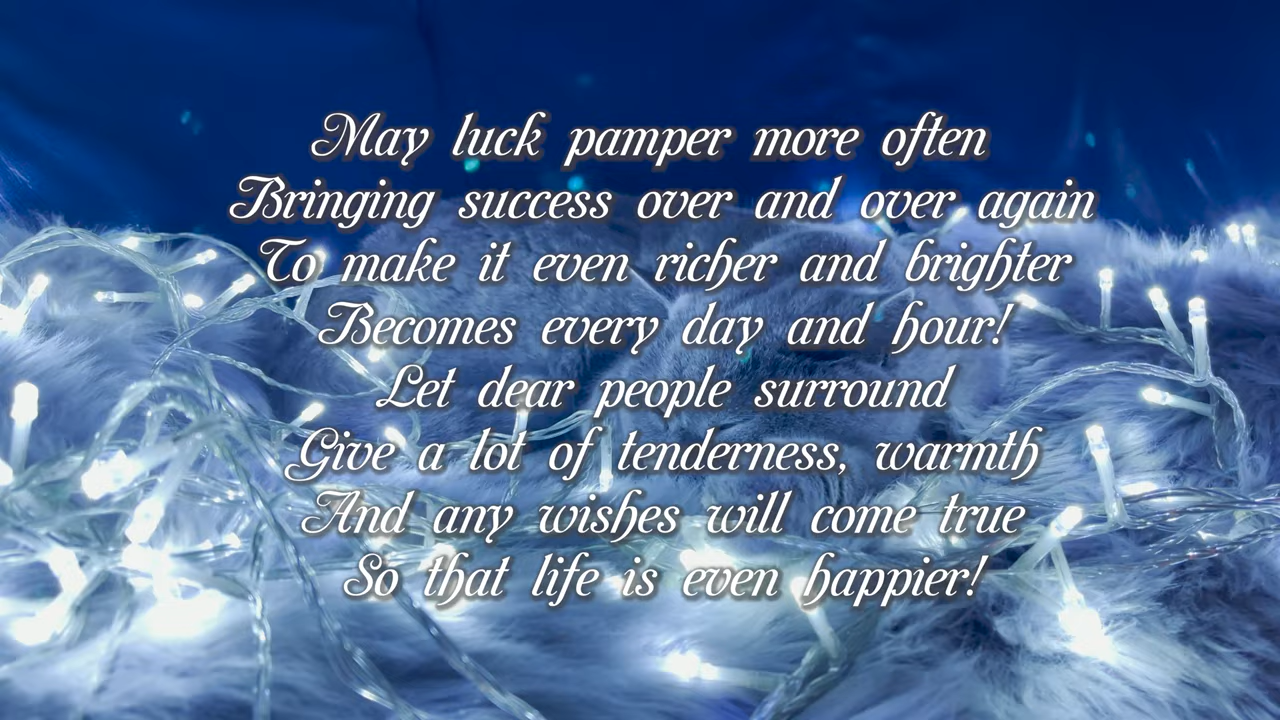 May luck pamper more often
Bringing success over and over again
To make it even richer and brighter
Becomes every day and hour!
Let dear people surround
Give a lot of tenderness, warmth
And any wishes will come true
So that life is even happier!